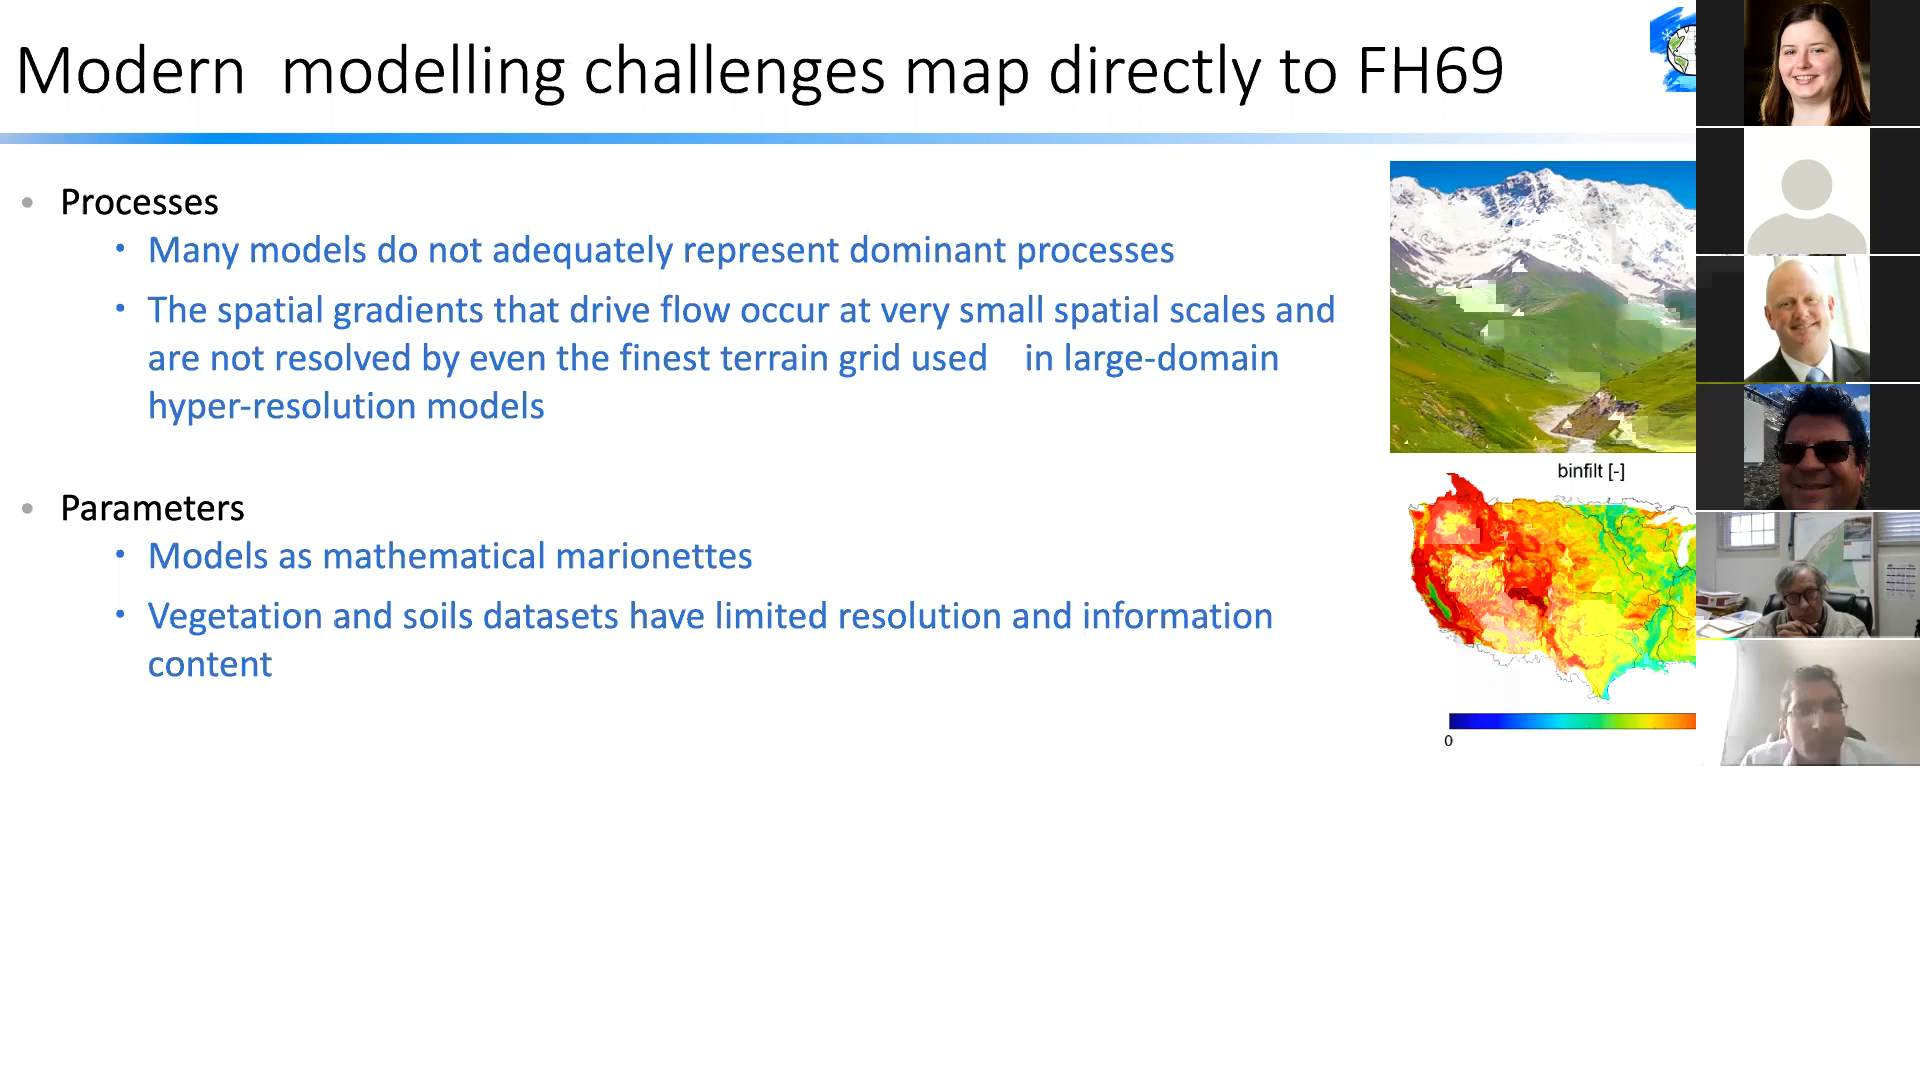 Modern  modelling challenges map directly to FH69
• Processes
• Many models do not adequately represent dominant processes
• The spatial gradients that drive flow occur at very small spatial scales and
are not resolved by even the finest terrain grid used    in large-domain
hyper-resolution models
binfilt [-]
• Parameters
• Models as mathematical marionettes
• Vegetation and soils datasets have limited resolution and information
content
0